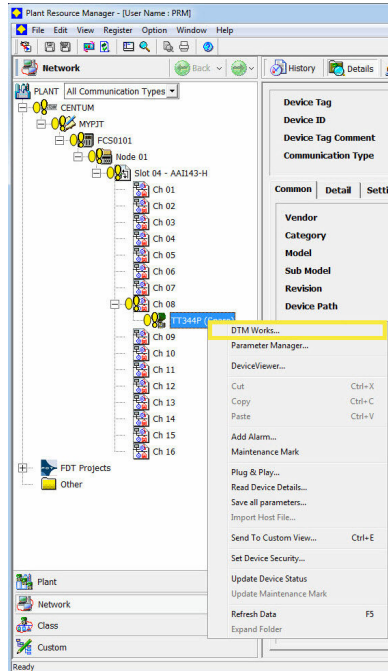 Plant Resource Manager - [User Name : PRM]
File Edit View Register Option Window Help
Network
Back
History
Details
PLANT All Communication Types
CENTUM
MYPJT
FCS0101
Node 01
Slot 04 - AAI143-H
Ch 01
Ch 02
Ch 03
Ch 04
Ch 05
Ch 06
Ch 07
Ch 08
TT344P
Ch 09
Ch 10
Ch 11
Ch 12
Ch 13
Ch 14
Ch 15
Ch 16
FDT Projects
Other
Device Tag
Device ID
Device Tag Comment
Communication Type
Common Detail Setti
Vendor
Category
Model
Sub Model
Revision
Device Path
DTM Works...
Parameter Manager...
DeviceViewer...
Cut Ctrl+X
Copy Ctrl+C
Paste Ctrl+V
Add Alarm...
Maintenance Mark
Plug & Play...
Read Device Details...
Save all parameters...
Import Host File...
Send To Custom View... Ctrl+E
Set Device Security...
Update Device Status
Update Maintenance Mark
Refresh Data F5
Expand Folder
Plant
Network
Class
Custom
Ready